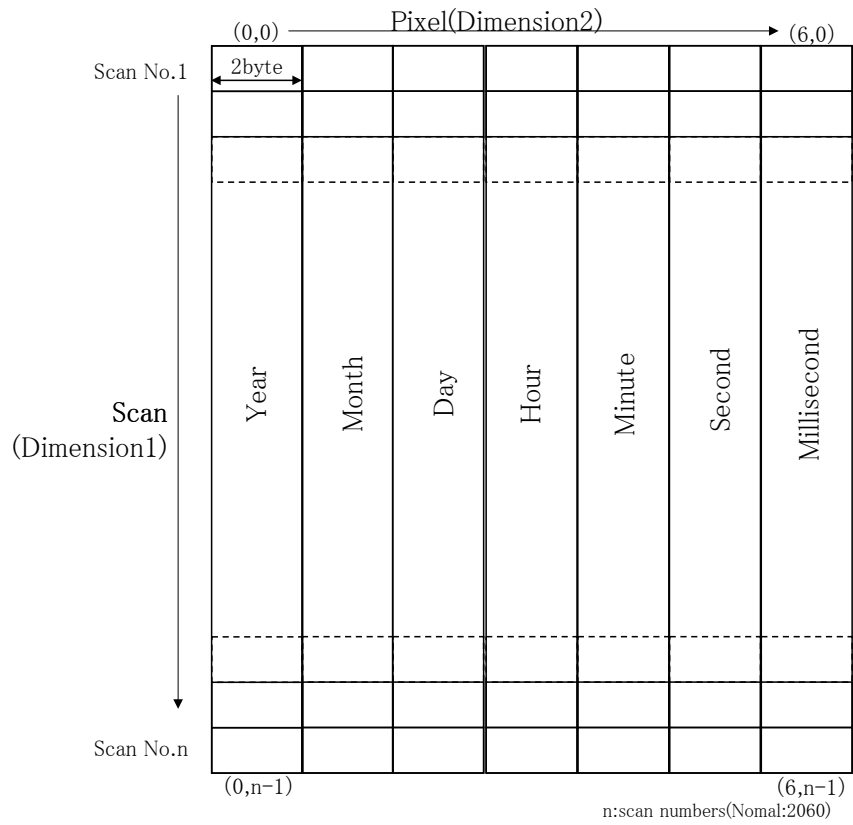 Pixel(Dimension2)
(0,0)
(6,0)
Scan No.1
2byte
Year
Month
Day
Hour
Minute
Second
Millisecond
Scan
(Dimension1)
Scan No.n
(0,n-1)
(6,n-1)
n:scan numbers(Nomal:2060)